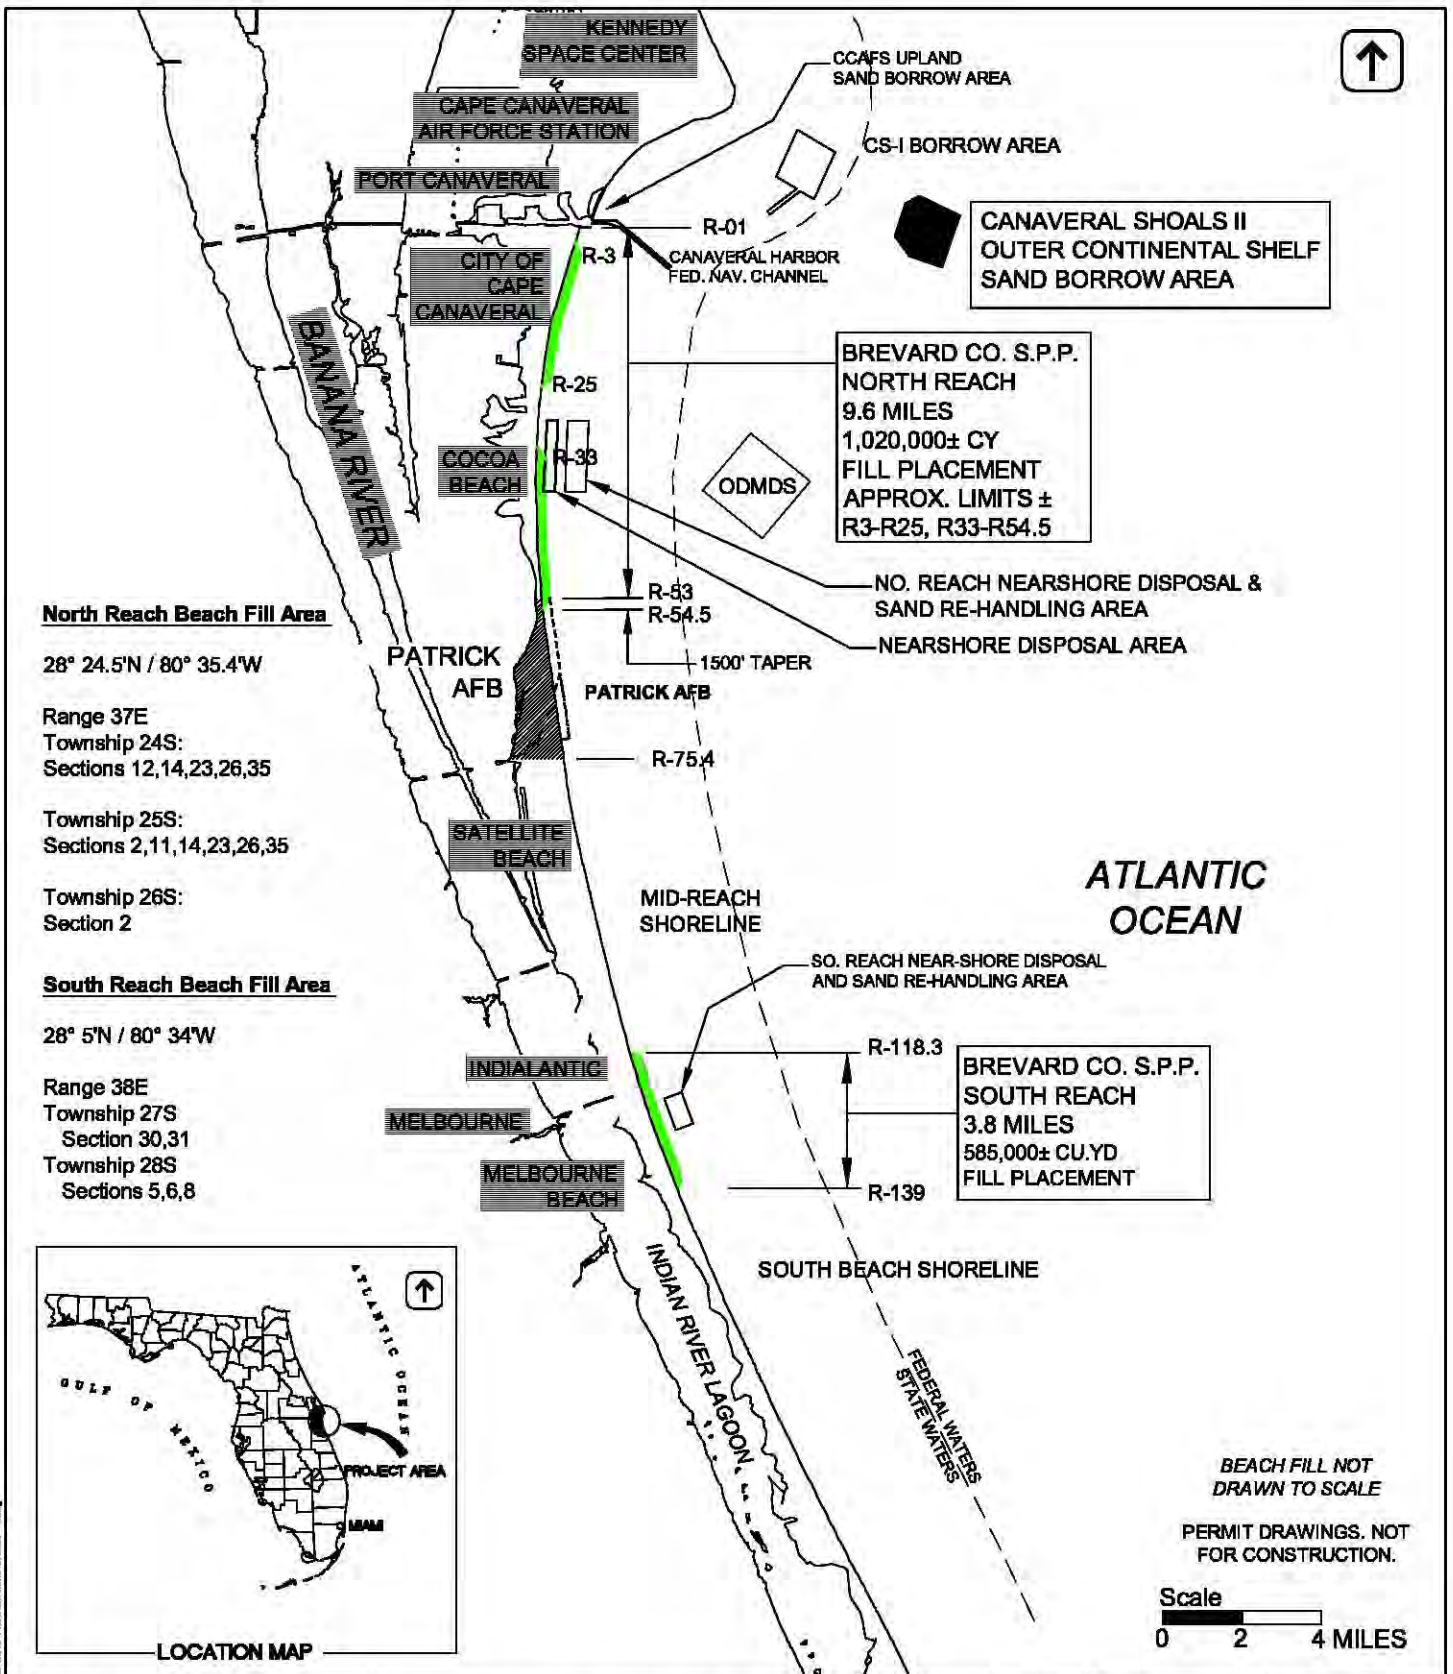 KENNEDY
SPACE CENTER
CCAFS UPLAND
SAND BORROW AREA
CAPE CANAVERAL
AIR FORCE STATION
CS-I BORROW AREA
PORT CANAVERAL
CANAVERAL SHOALS II
OUTER CONTINENTAL SHELF
SAND BORROW AREA
R-01
R-3
CANAVERAL HARBOR
FED. NAV. CHANNEL
CITY OF
CAPE
CANAVERAL
BANANA RIVER
BREVARD CO. S.P.P.
NORTH REACH
9.6 MILES
1,020,000± CY
FILL PLACEMENT
APPROX. LIMITS ±
R3-R25, R33-R54.5
R-25
COCOA
BEACH
R-33
ODMDS
NO. REACH NEARSHORE DISPOSAL &
SAND RE-HANDLING AREA
NEARSHORE DISPOSAL AREA
R-53
R-54.5
1500' TAPER
PATRICK
AFB
PATRICK AFB
R-75.4
North Reach Beach Fill Area
28° 24.5'N / 80° 35.4'W
Range 37E
Township 24S:
Sections 12,14,23,26,35
Township 25S:
Sections 2,11,14,23,26,35
Township 26S:
Section 2
South Reach Beach Fill Area
28° 5'N / 80° 34'W
Range 38E
Township 27S
Section 30,31
Township 28S
Sections 5,6,8
SATELLITE
BEACH
MID-REACH
SHORELINE
ATLANTIC
OCEAN
SO. REACH NEAR-SHORE DISPOSAL
AND SAND RE-HANDLING AREA
R-118.3
INDIALANTIC
MELBOURNE
MELBOURNE
BEACH
BREVARD CO. S.P.P.
SOUTH REACH
3.8 MILES
585,000± CU.YD
FILL PLACEMENT
R-139
SOUTH BEACH SHORELINE
INDIAN RIVER LAGOON
FEDERAL WATERS
STATE WATERS
ATLANTIC OCEAN
GULF OF MEXICO
PROJECT AREA
MIAMI
LOCATION MAP
BEACH FILL NOT
DRAWN TO SCALE
PERMIT DRAWINGS. NOT
FOR CONSTRUCTION.
Scale
0 2 4 MILES